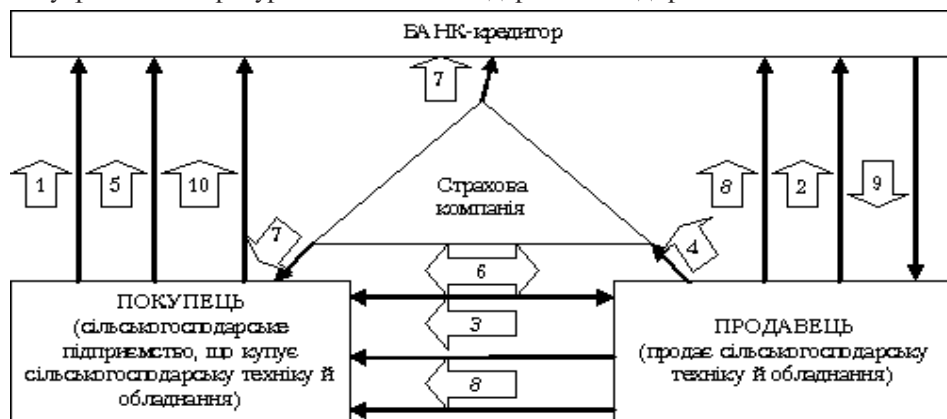 БАНК-кредитор
7
1
5
10
8
2
9
Страхова
компанія
7
4
6
ПОКУПЕЦЬ
(сільськогосподарське
підприємство, що купує
сільськогосподарську техніку й
обладнання)
3
8
ПРОДАВЕЦЬ
(продає сільськогосподарську
техніку й обладнання)